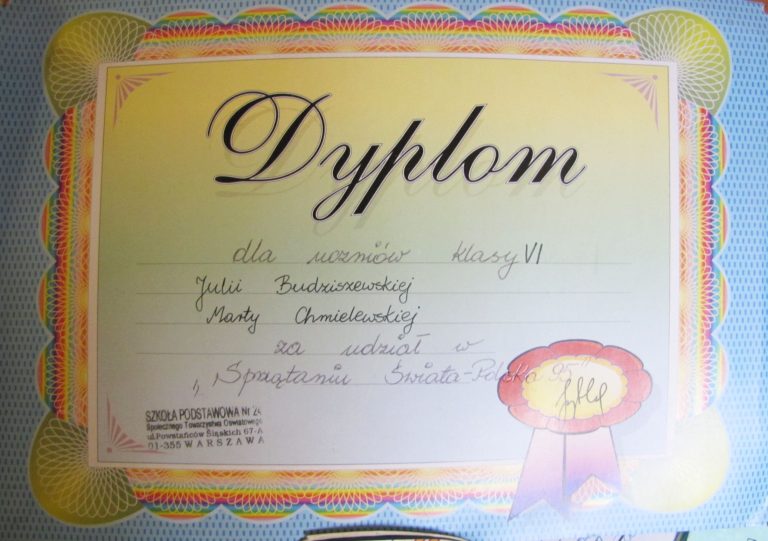 Dyplom
dla uczniów klasy VI
Julii Budziszewskiej
Marty Chmielewskiej
za udział w
„Sprzątaniu Świata-Polska 95"
SZKOŁA PODSTAWOWA Nr 24
Społecznego Towarzystwa Oświatowego
ul.Powstańców Śląskich 67-A
01-355 WARSZAWA